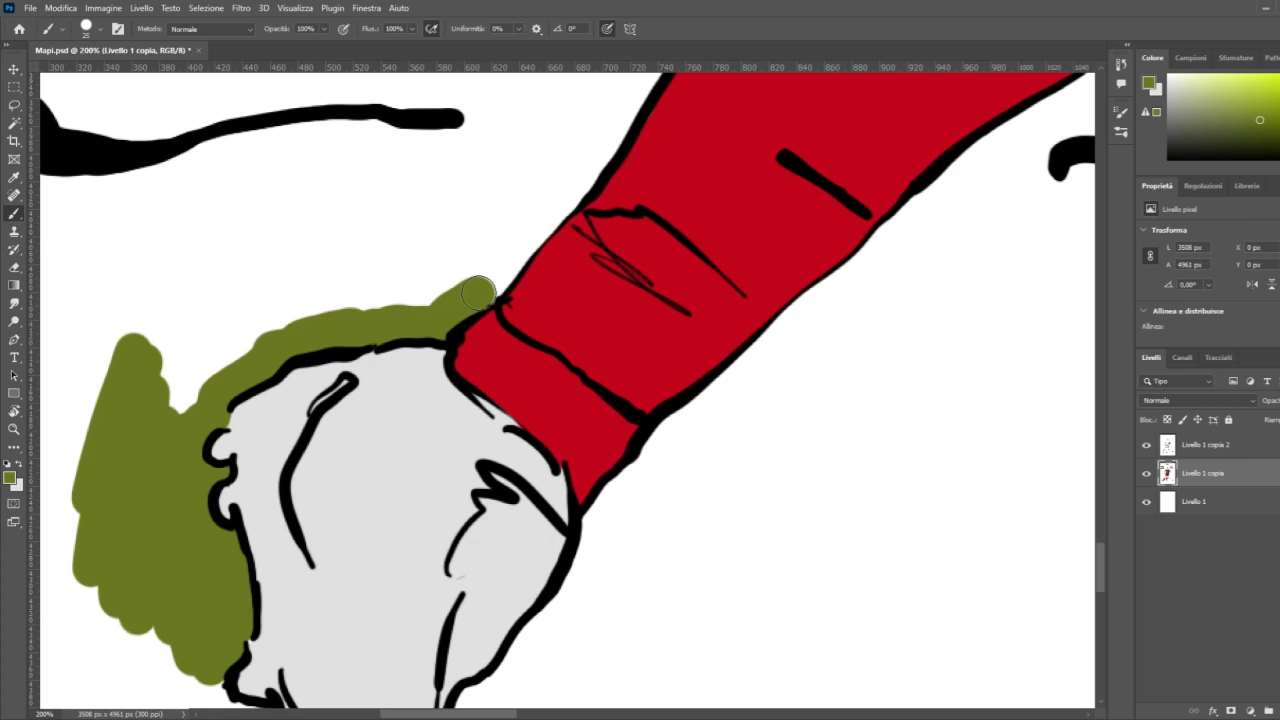 Ps File Modifica Immagine Livello Testo Selezione Filtro 3D Visualizza Plugin Finestra Aiuto
25 Metodo: Normale Opacità: 100% Flus.: 100% Uniformità: 0% 0°
Mapi.psd @ 200% (Livello 1 copia, RGB/8) * ×
300 320 340 360 380 400 420 440 460 480 500 520 540 560 580 600 620 640 660 680 700 720 740 760 780 800 820 840 860 880 900 920 940 960 980 1000 1020 1040
Colore Campioni Sfumature
Proprietà Regolazioni Librerie
Livello pixel
Trasforma
L 3508 px X 0 px
A 4961 px Y 0 px
0,00°
Allinea e distribuisce
Allinea:
Livelli Canali Tracciati
Tipo
Normale
Bloc.:
Livello 1 copia 2
Livello 1 copia
Livello 1
200% 3508 px x 4961 px (300 ppi)